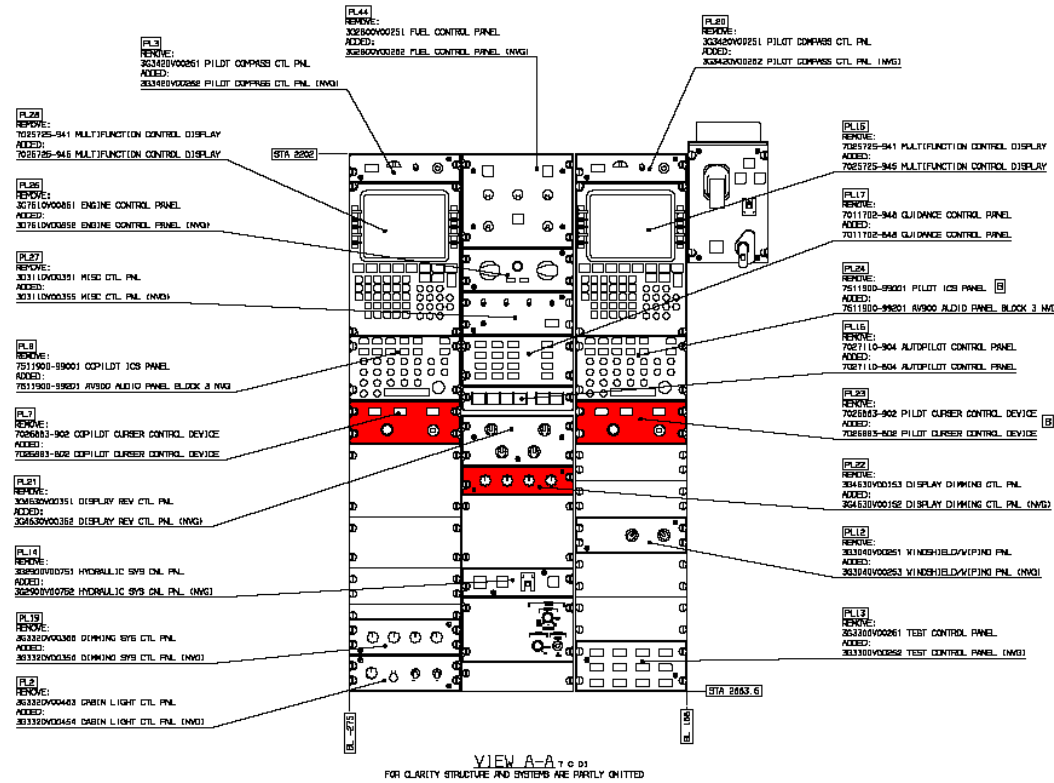 PL44
REMOVE:
3G2800V00251 FUEL CONTROL PANEL
ADDED:
3G2800V00262 FUEL CONTROL PANEL (NVG)
PL3
REMOVE:
3G3420V00261 PILOT COMPASS CTL PNL
ADDED:
3G3420V00262 PILOT COMPASS CTL PNL (NVG)
PL20
REMOVE:
3G3420V00251 PILOT COMPASS CTL PNL
ADDED:
3G3420V00262 PILOT COMPASS CTL PNL (NVG)
PL28
REMOVE:
7025725-941 MULTIFUNCTION CONTROL DISPLAY
ADDED:
7025725-945 MULTIFUNCTION CONTROL DISPLAY
PL26
REMOVE:
ENGINE CONTROL PANEL
ADDED:
ENGINE CONTROL PANEL (NVG)
PL27
REMOVE:
MISC CTL PNL
ADDED:
MISC CTL PNL (NVG)
PL8
REMOVE:
7511900-99001 COPILOT ICS PANEL
ADDED:
7511900-99201 AV900 AUDIO PANEL BLOCK 3 NVG
PL7
REMOVE:
7026883-902 COPILOT CURSER CONTROL DEVICE
ADDED:
7026883-802 COPILOT CURSER CONTROL DEVICE
PL21
REMOVE:
3G4630V00351 DISPLAY REV CTL PNL
ADDED:
3G4630V00352 DISPLAY REV CTL PNL (NVG)
PL14
REMOVE:
3G2900V00751 HYDRAULIC SYS CNL PNL
ADDED:
3G2900V00752 HYDRAULIC SYS CNL PNL (NVG)
PL19
REMOVE:
DIMMING SYS CTL PNL
ADDED:
DIMMING SYS CTL PNL (NVG)
PL2
REMOVE:
CABIN LIGHT CTL PNL
ADDED:
CABIN LIGHT CTL PNL (NVG)
STA 2202
PL15
REMOVE:
7025725-941 MULTIFUNCTION CONTROL DISPLAY
ADDED:
7025725-945 MULTIFUNCTION CONTROL DISPLAY
PL17
REMOVE:
7011702-948 GUIDANCE CONTROL PANEL
ADDED:
7011702-848 GUIDANCE CONTROL PANEL
PL24
REMOVE:
7511900-99001 PILOT ICS PANEL
ADDED:
7511900-99201 AV900 AUDIO PANEL BLOCK 3 NVG
PL16
REMOVE:
7027110-904 AUTOPILOT CONTROL PANEL
ADDED:
7027110-804 AUTOPILOT CONTROL PANEL
PL23
REMOVE:
7026883-902 PILOT CURSER CONTROL DEVICE
ADDED:
7026883-802 PILOT CURSER CONTROL DEVICE
PL22
REMOVE:
3G4630V00153 DISPLAY DIMMING CTL PNL
ADDED:
3G4630V00152 DISPLAY DIMMING CTL PNL (NVG)
PL12
REMOVE:
3G3040V00251 WINDSHIELD/WIPING PNL
ADDED:
3G3040V00253 WINDSHIELD/WIPING PNL (NVG)
PL13
REMOVE:
3G3300V00261 TEST CONTROL PANEL
ADDED:
3G3300V00262 TEST CONTROL PANEL (NVG)
STA 2883.6
BL -275
BL 188
VIEW A-A
FOR CLARITY STRUCTURE AND SYSTEMS ARE PARTLY OMITTED